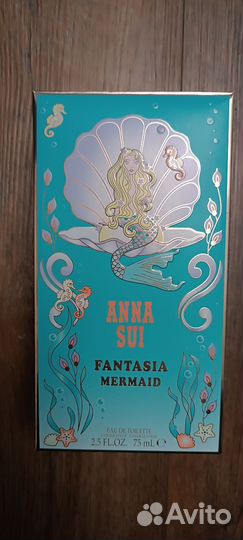 ANNA
SUI
FANTASIA
MERMAID
EAU DE TOILETTE
2.5 FL.OZ. 75 mL ℮
Avito